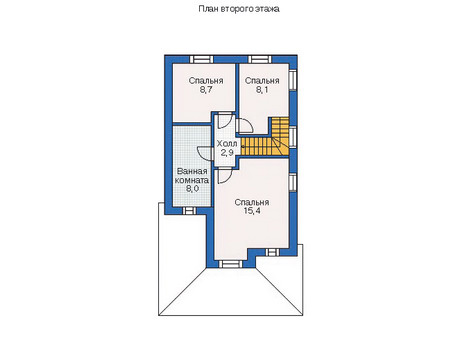 План второго этажа
Спальня
8,7
Спальня
8,1
Холл
2,9
Ванная
комната
8,0
Спальня
15,4